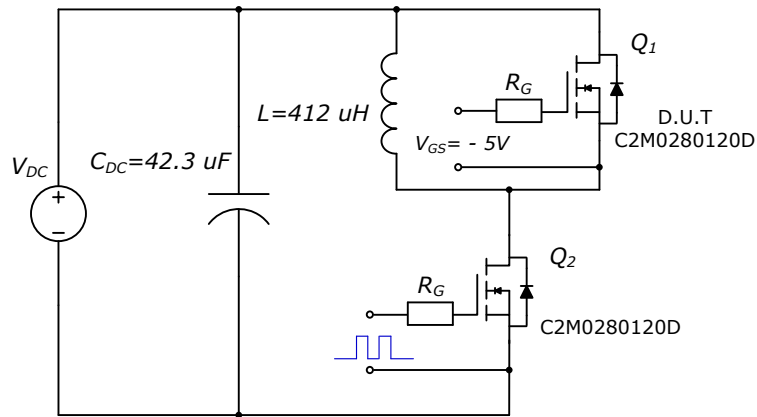 Q1
RG
L=412 uH
D.U.T
C2M0280120D
VGS= - 5V
CDC=42.3 uF
VDC
+
−
Q2
RG
C2M0280120D